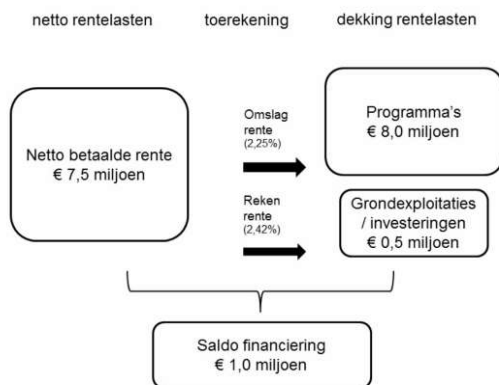 netto rentelasten
toerekening
dekking rentelasten
Netto betaalde rente
€ 7,5 miljoen
Omslag
rente
(2,25%)
Programma's
€ 8,0 miljoen
Reken
rente
(2,42%)
Grondexploitaties
/ investeringen
€ 0,5 miljoen
Saldo financiering
€ 1,0 miljoen